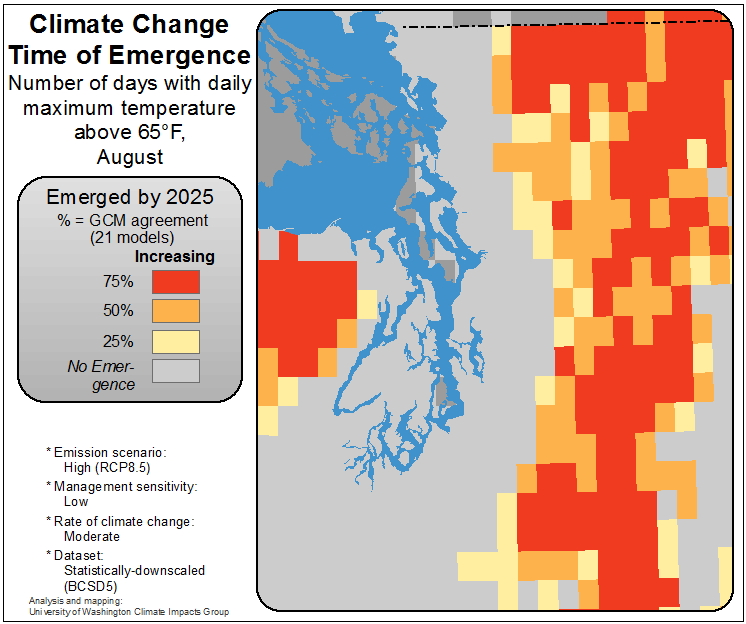 Climate Change
Time of Emergence
Number of days with daily
maximum temperature
above 65°F,
August
Emerged by 2025
% = GCM agreement
(21 models)
Increasing
75%
50%
25%
No Emer-
gence
* Emission scenario:
High (RCP8.5)
* Management sensitivity:
Low
* Rate of climate change:
Moderate
* Dataset:
Statistically-downscaled
(BCSD5)
Analysis and mapping:
University of Washington Climate Impacts Group